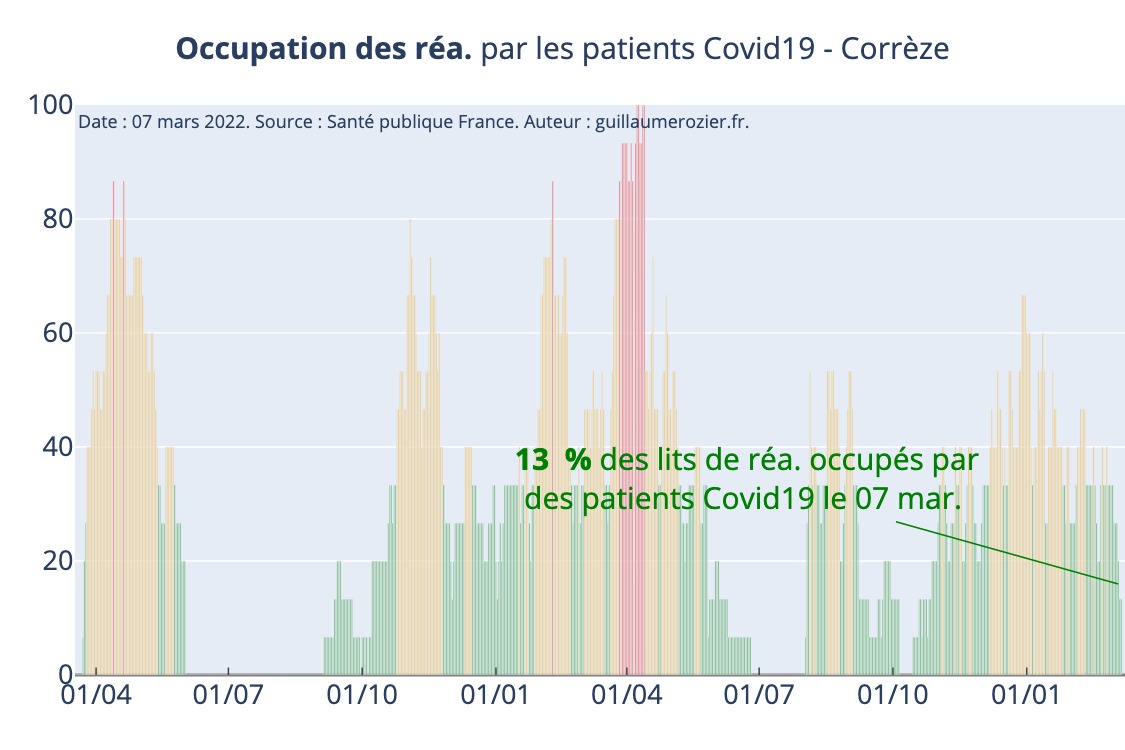 Occupation des réa. par les patients Covid19 - Corrèze
100
Date : 07 mars 2022. Source : Santé publique France. Auteur : guillaumerozier.fr.
80
60
40
13  % des lits de réa. occupés par
des patients Covid19 le 07 mar.
20
0
01/04 01/07 01/10 01/01 01/04 01/07 01/10 01/01